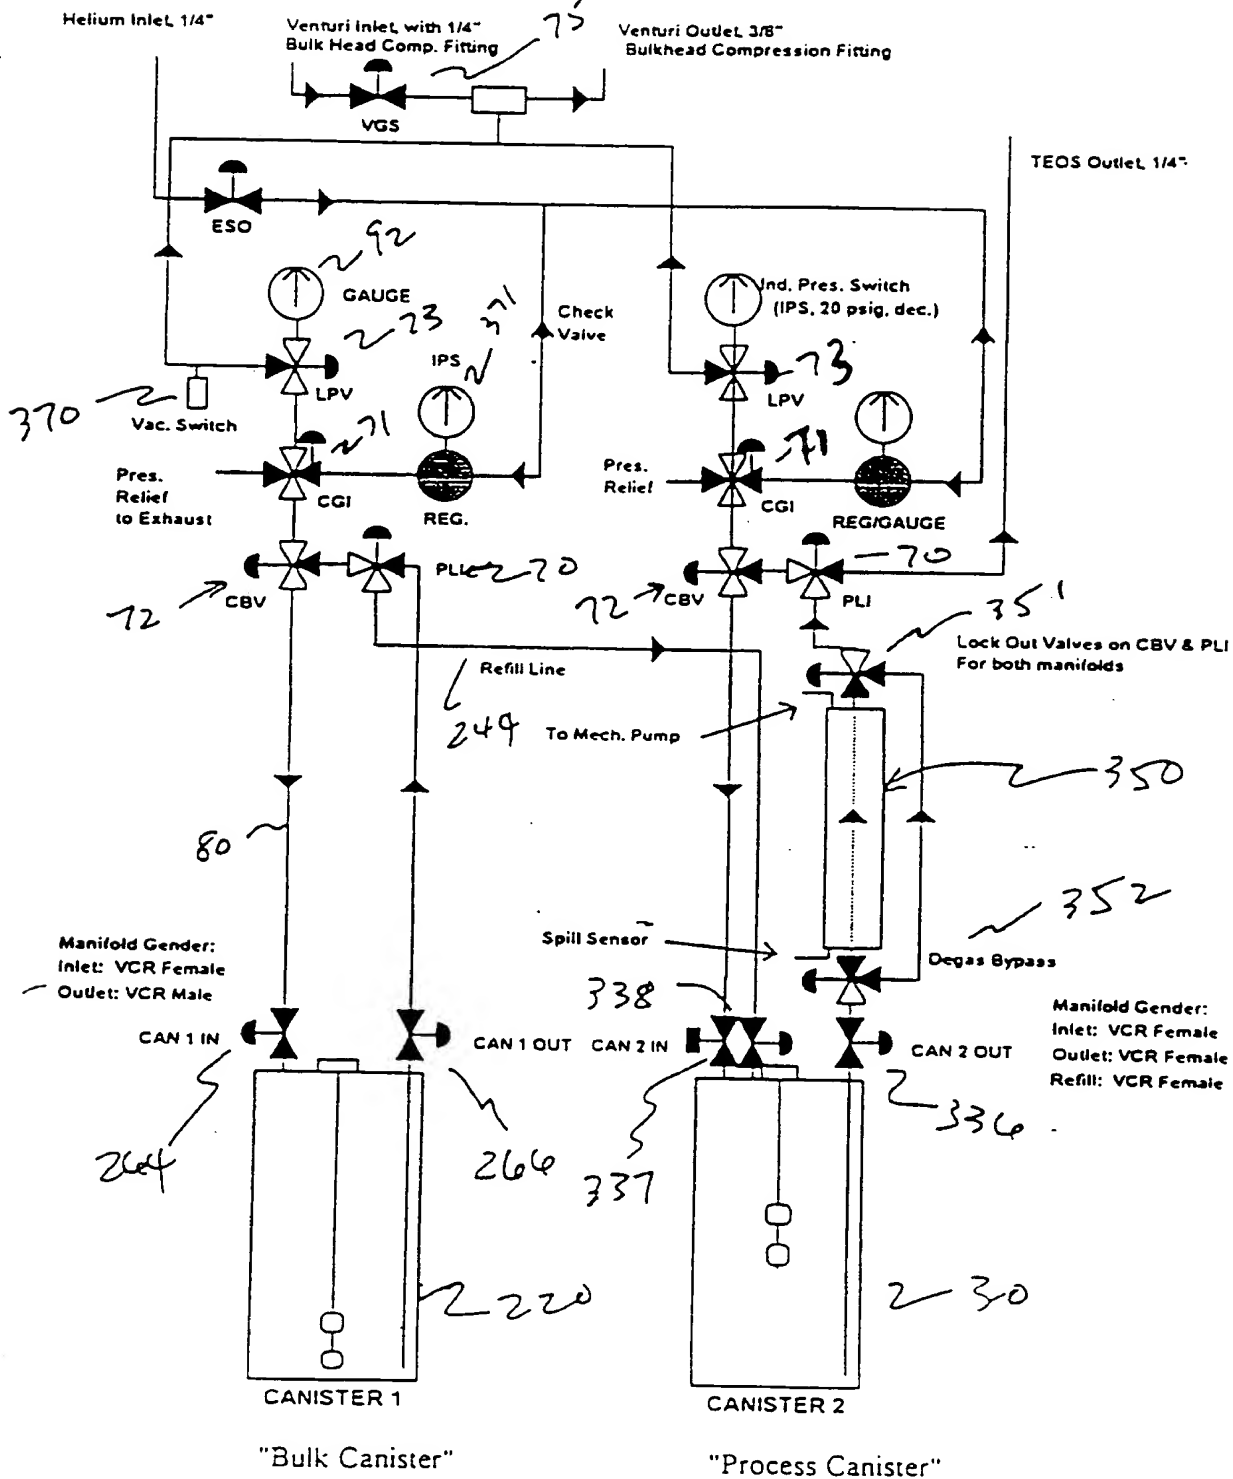 Helium Inlet, 1/4"
Venturi Inlet, with 1/4"
Bulk Head Comp. Fitting
75
Venturi Outlet, 3/8"
Bulkhead Compression Fitting
VGS
TEOS Outlet, 1/4"
ESO
92
GAUGE
Ind. Pres. Switch
(IPS, 20 psig, dec.)
Check
Valve
73
371
IPS
73
LPV
LPV
370
Vac. Switch
71
71
Pres.
Relief
to Exhaust
CGI
REG.
Pres.
Relief
CGI
REG/GAUGE
PLI
70
70
72
CBV
72
CBV
PLI
351
Lock Out Valves on CBV & PLI
For both manifolds
Refill Line
244
To Mech. Pump
350
80
352
Manifold Gender:
Inlet: VCR Female
Outlet: VCR Male
Spill Sensor
Degas Bypass
338
Manifold Gender:
Inlet: VCR Female
Outlet: VCR Female
Refill: VCR Female
CAN 1 IN
CAN 1 OUT
CAN 2 IN
CAN 2 OUT
264
266
337
336
220
230
CANISTER 1
CANISTER 2
"Bulk Canister"
"Process Canister"